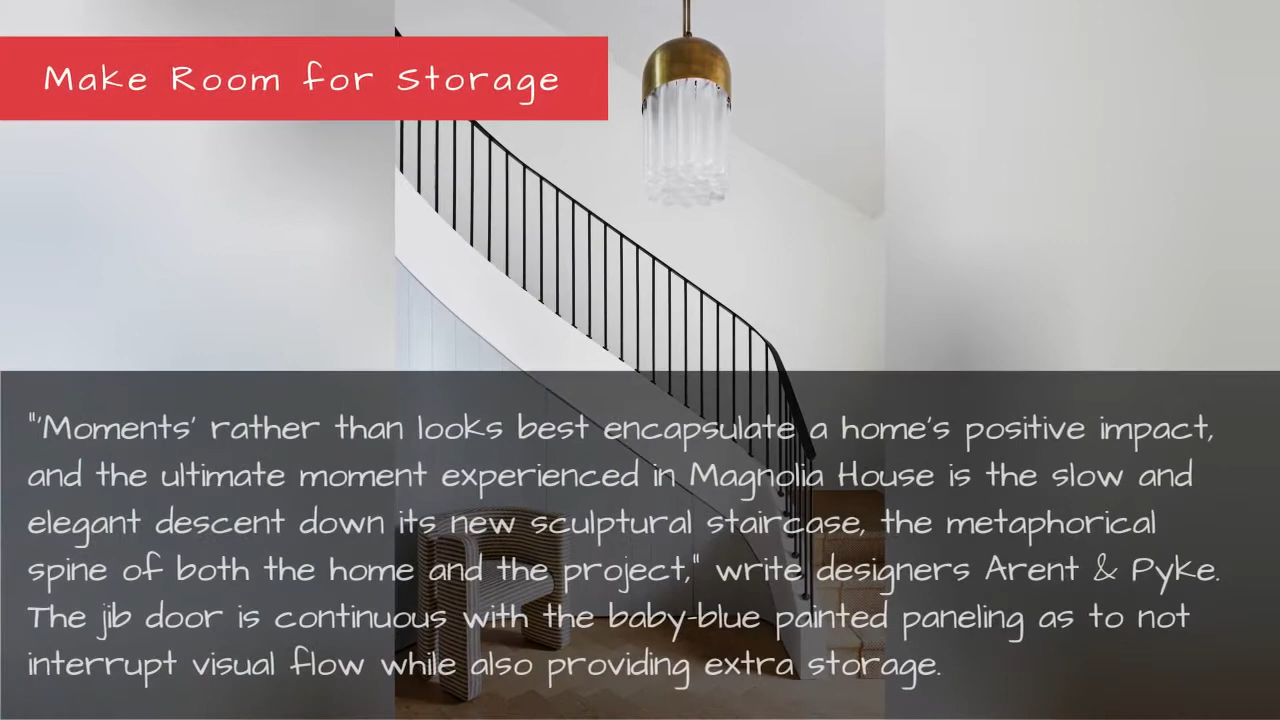 Make Room for Storage
"'Moments' rather than looks best encapsulate a home's positive impact,
and the ultimate moment experienced in Magnolia House is the slow and
elegant descent down its new sculptural staircase, the metaphorical
spine of both the home and the project," write designers Arent & Pyke.
The jib door is continuous with the baby-blue painted paneling as to not
interrupt visual flow while also providing extra storage.